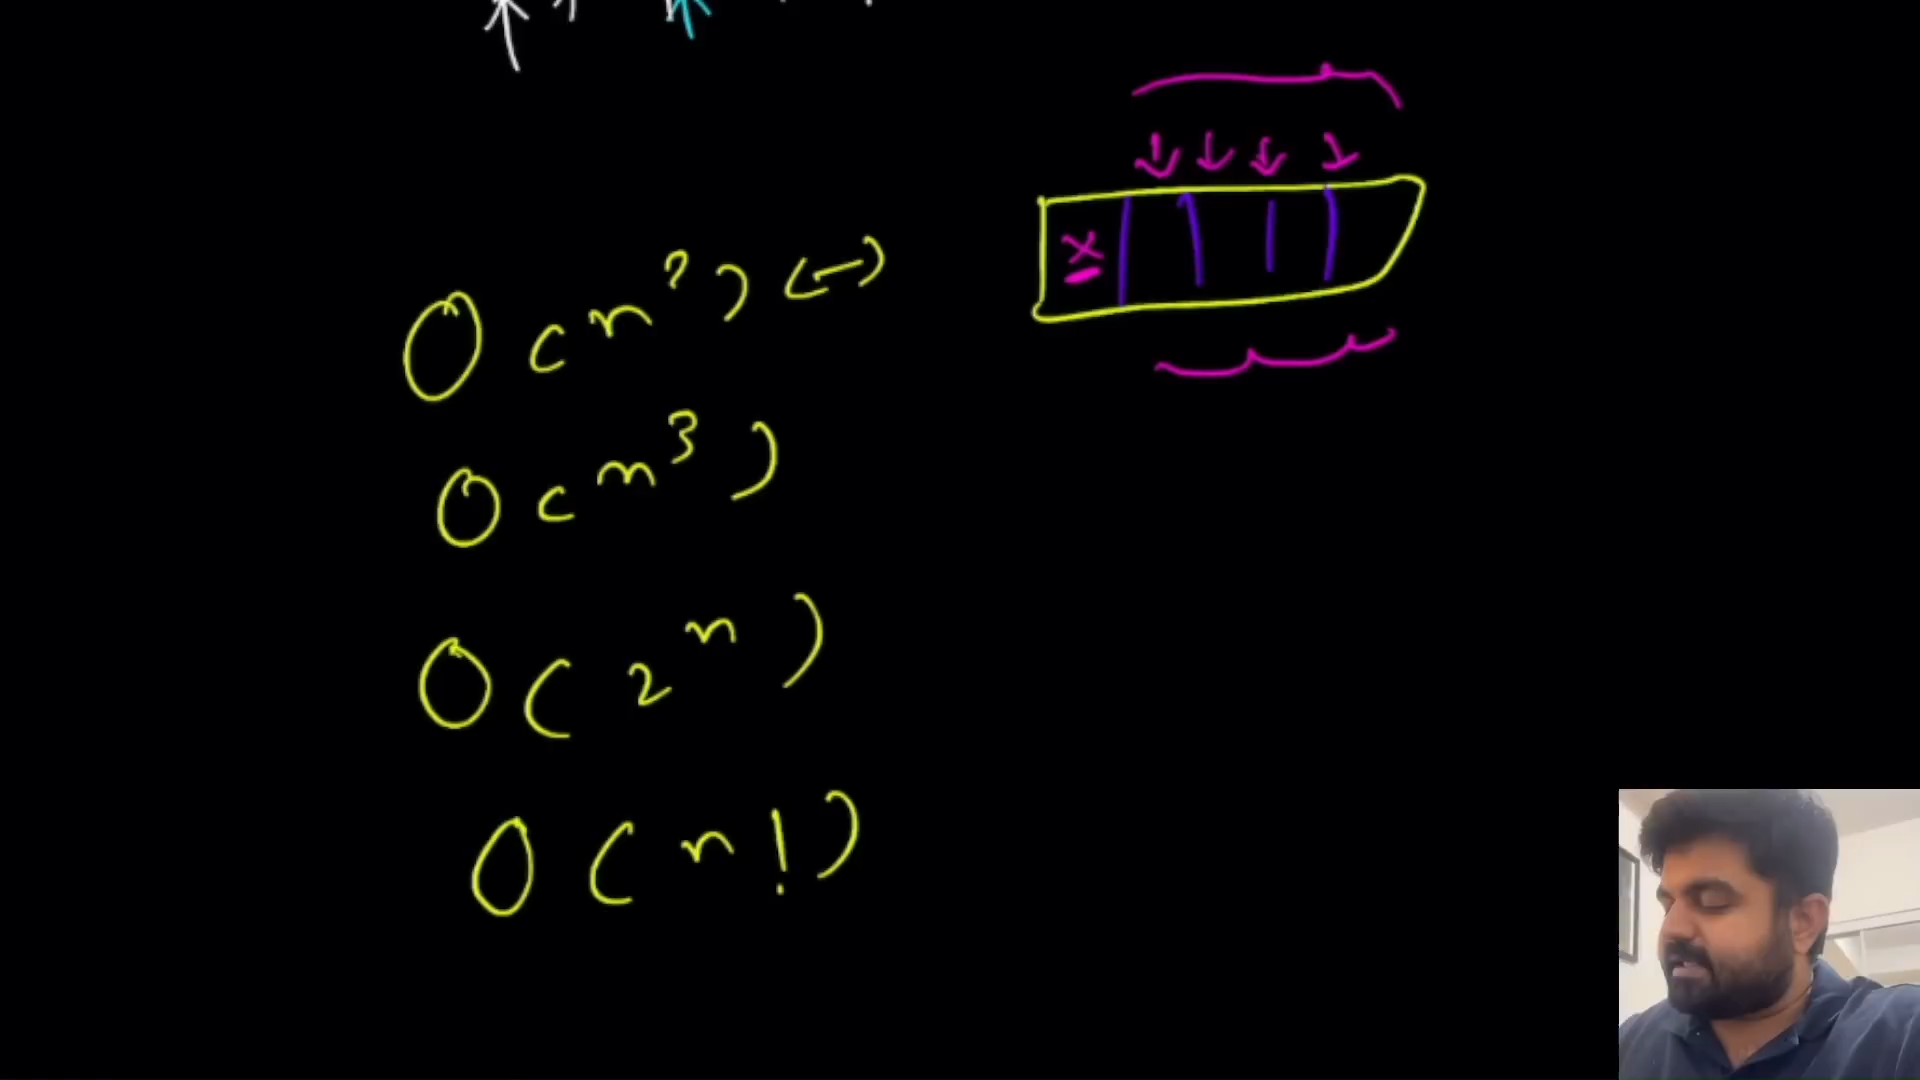 O(n²) (-)
x
O(n³)
O(2ⁿ)
O(n!)